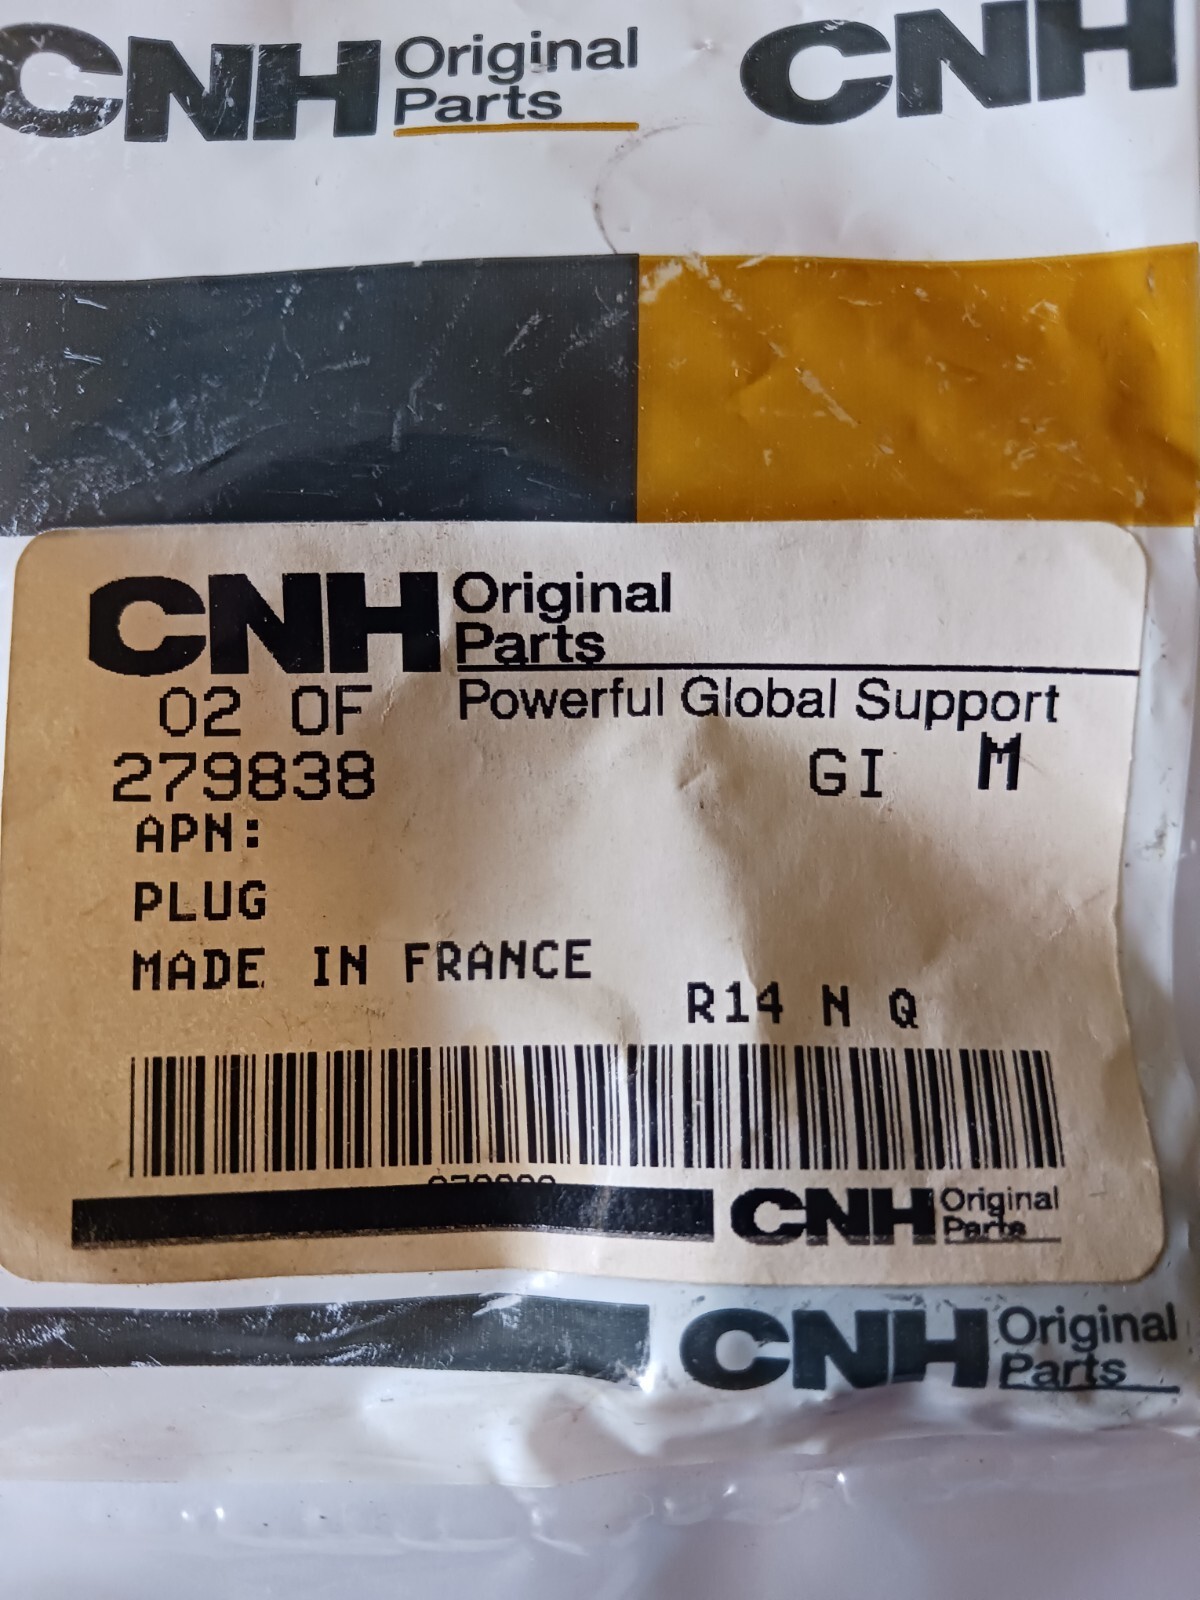 CNH Original Parts
CNH
CNH Original Parts
Powerful Global Support
02 OF
279838
GI M
APN:
PLUG
MADE IN FRANCE
R14 N Q
CNH Original Parts
CNH Original Parts